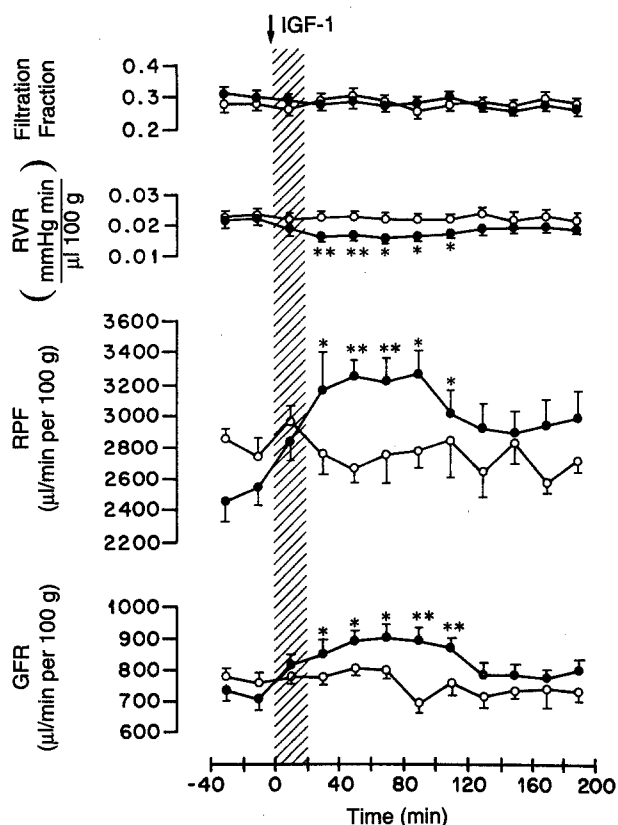 IGF-1
Filtration
Fraction
0.4
0.3
0.2
RVR
( mmHg min )
µl 100 g
0.03
0.02
0.01
** ** * * *
RPF
(µl/min per 100 g)
3600
3400
3200
3000
2800
2600
2400
2200
* ** ** * *
GFR
(µl/min per 100 g)
1000
900
800
700
600
* * * ** **
-40 0 40 80 120 160 200
Time (min)